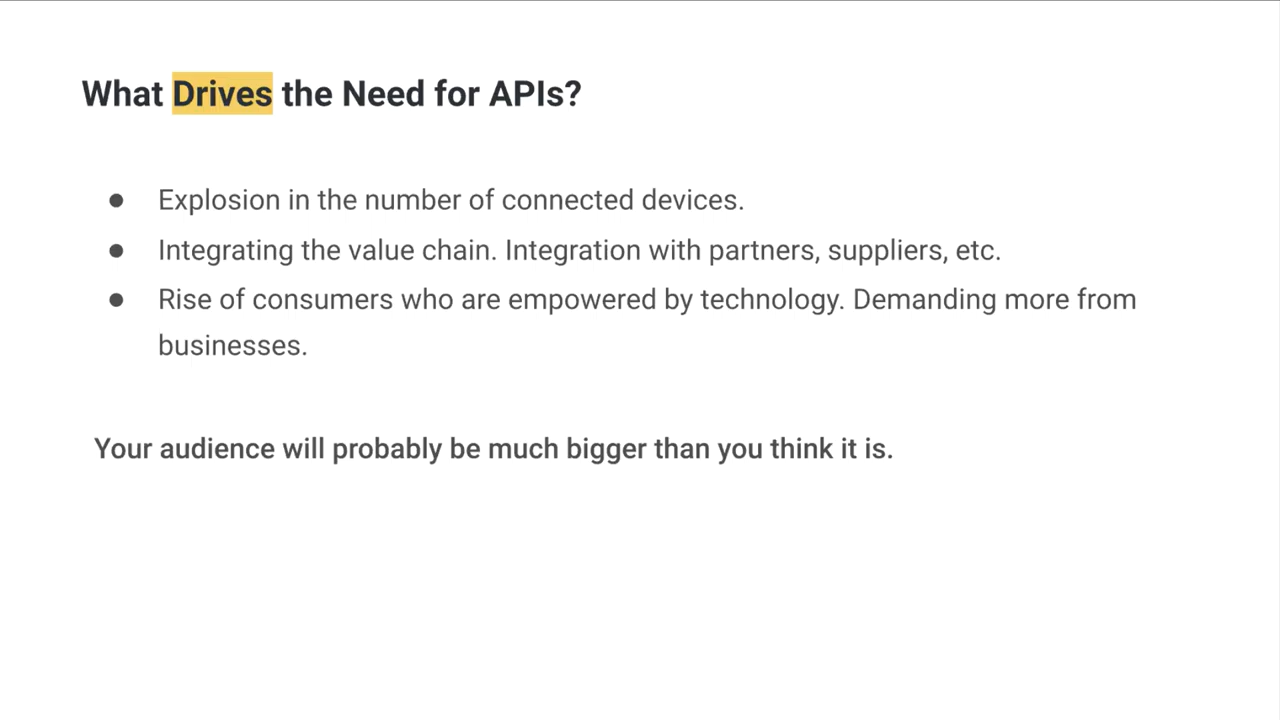 What Drives the Need for APIs?
● Explosion in the number of connected devices.
● Integrating the value chain. Integration with partners, suppliers, etc.
● Rise of consumers who are empowered by technology. Demanding more from
businesses.
Your audience will probably be much bigger than you think it is.